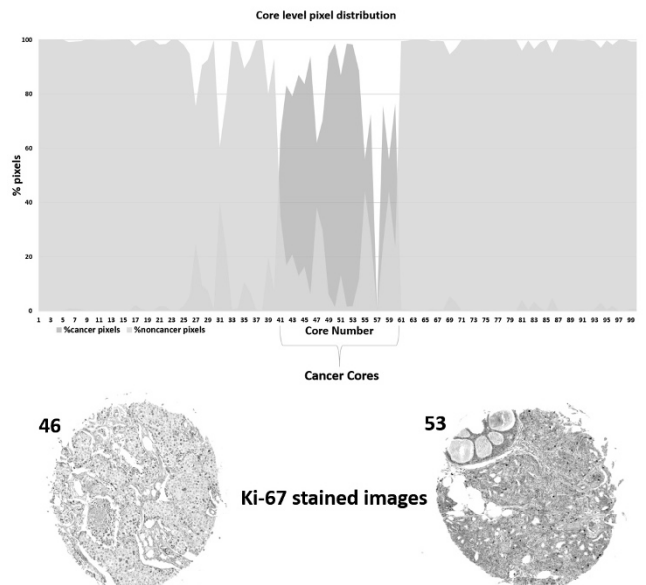 Core level pixel distribution
100
80
60
40
20
0
% pixels
1 3 5 7 9 11 13 15 17 19 21 23 25 27 29 31 33 35 37 39 41 43 45 47 49 51 53 55 57 59 61 63 65 67 69 71 73 75 77 79 81 83 85 87 89 91 93 95 97 99
%cancer pixels %noncancer pixels Core Number
Cancer Cores
46 53
Ki-67 stained images